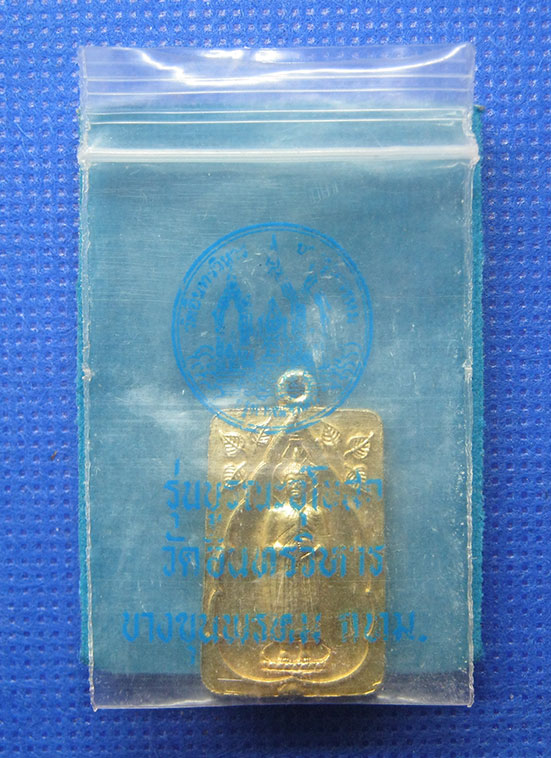 รุ่นบูรณะอุโบสถ
วัดอินทรวิหาร
บางขุนพรหม กทม.